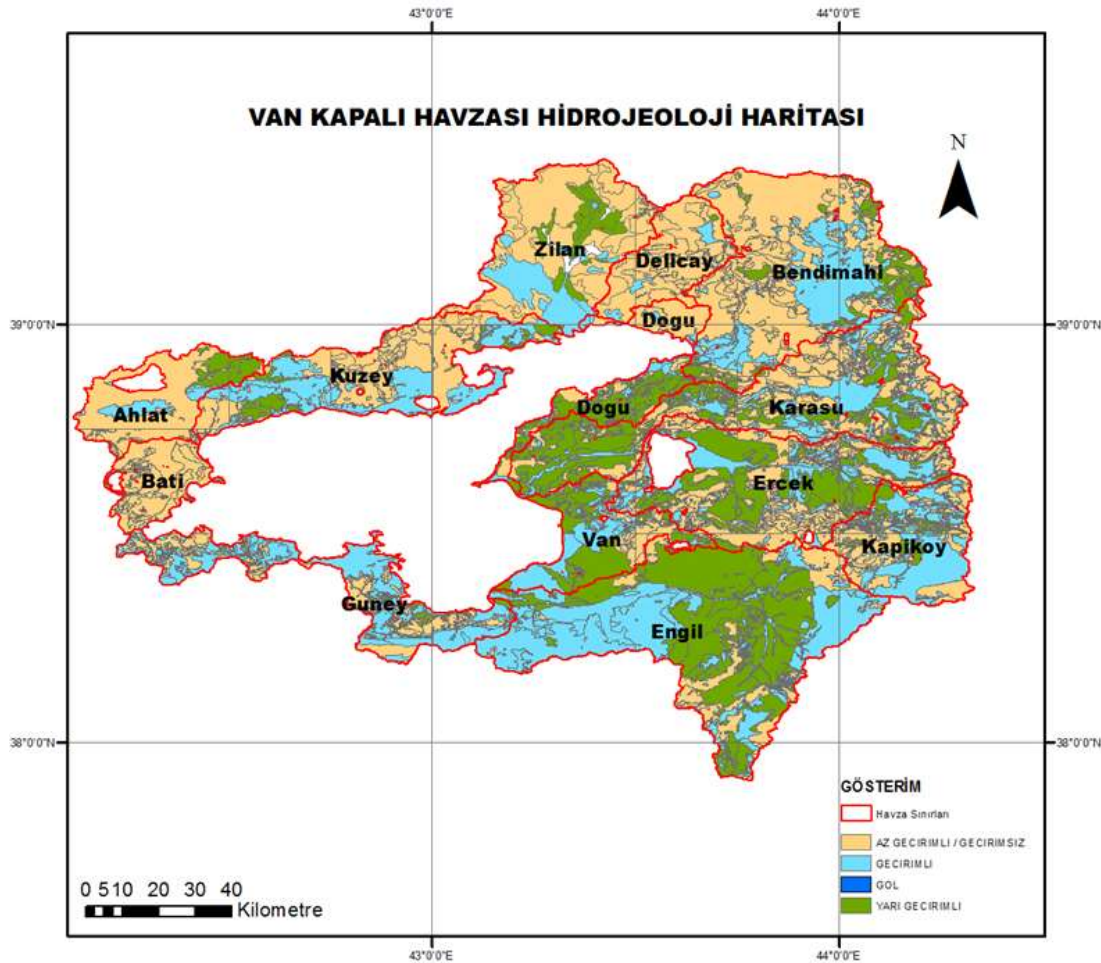 43°0'0"E
44°0'0"E
VAN KAPALI HAVZASI HİDROJEOLOJİ HARİTASI
N
Zilan
Delicay
Bendimahi
39°0'0"N
Dogu
39°0'0"N
Kuzey
Ahlat
Dogu
Karasu
Bati
Ercek
Van
Kapikoy
Guney
Engil
38°0'0"N
38°0'0"N
GÖSTERİM
Havza Sınırları
AZ GECIRIMLI / GECIRIMSIZ
GECIRIMLI
GOL
YARI GECIRIMLI
0 5 10 20 30 40
Kilometre
43°0'0"E
44°0'0"E